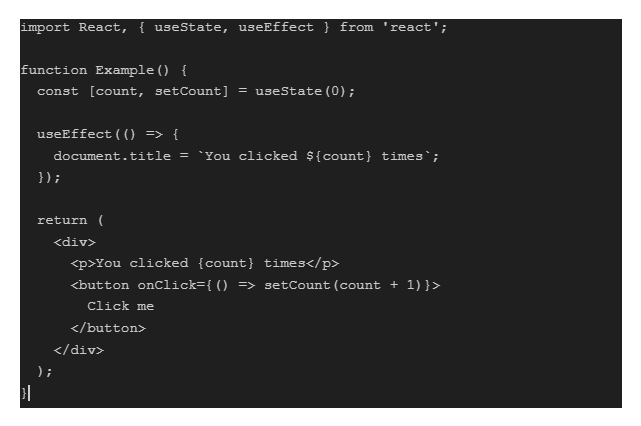 import React, { useState, useEffect } from 'react';
function Example() {
const [count, setCount] = useState(0);
useEffect(() => {
document.title = `You clicked ${count} times`;
});
return (
<div>
<p>You clicked {count} times</p>
<button onClick={() => setCount(count + 1)}>
Click me
</button>
</div>
);
}